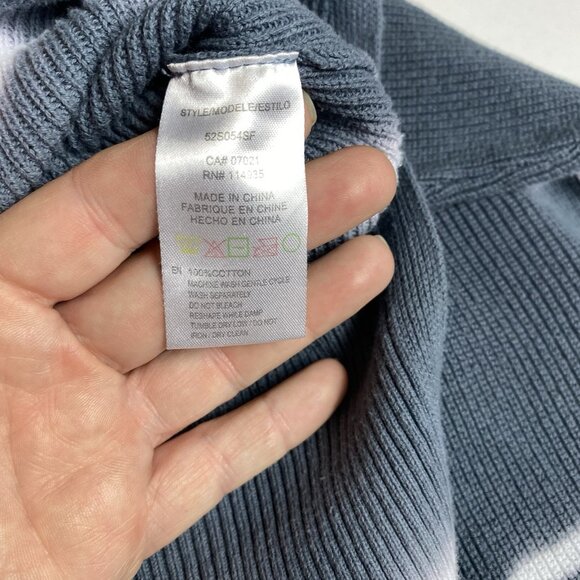 STYLE/MODELE/ESTILO
52S054SF
CA# 07021
RN# 114935
MADE IN CHINA
FABRIQUE EN CHINE
HECHO EN CHINA
EN 100%COTTON
MACHINE WASH GENTLE CYCLE
WASH SEPARATELY
DO NOT BLEACH
RESHAPE WHILE DAMP
TUMBLE DRY LOW / DO NOT
IRON / DRY CLEAN